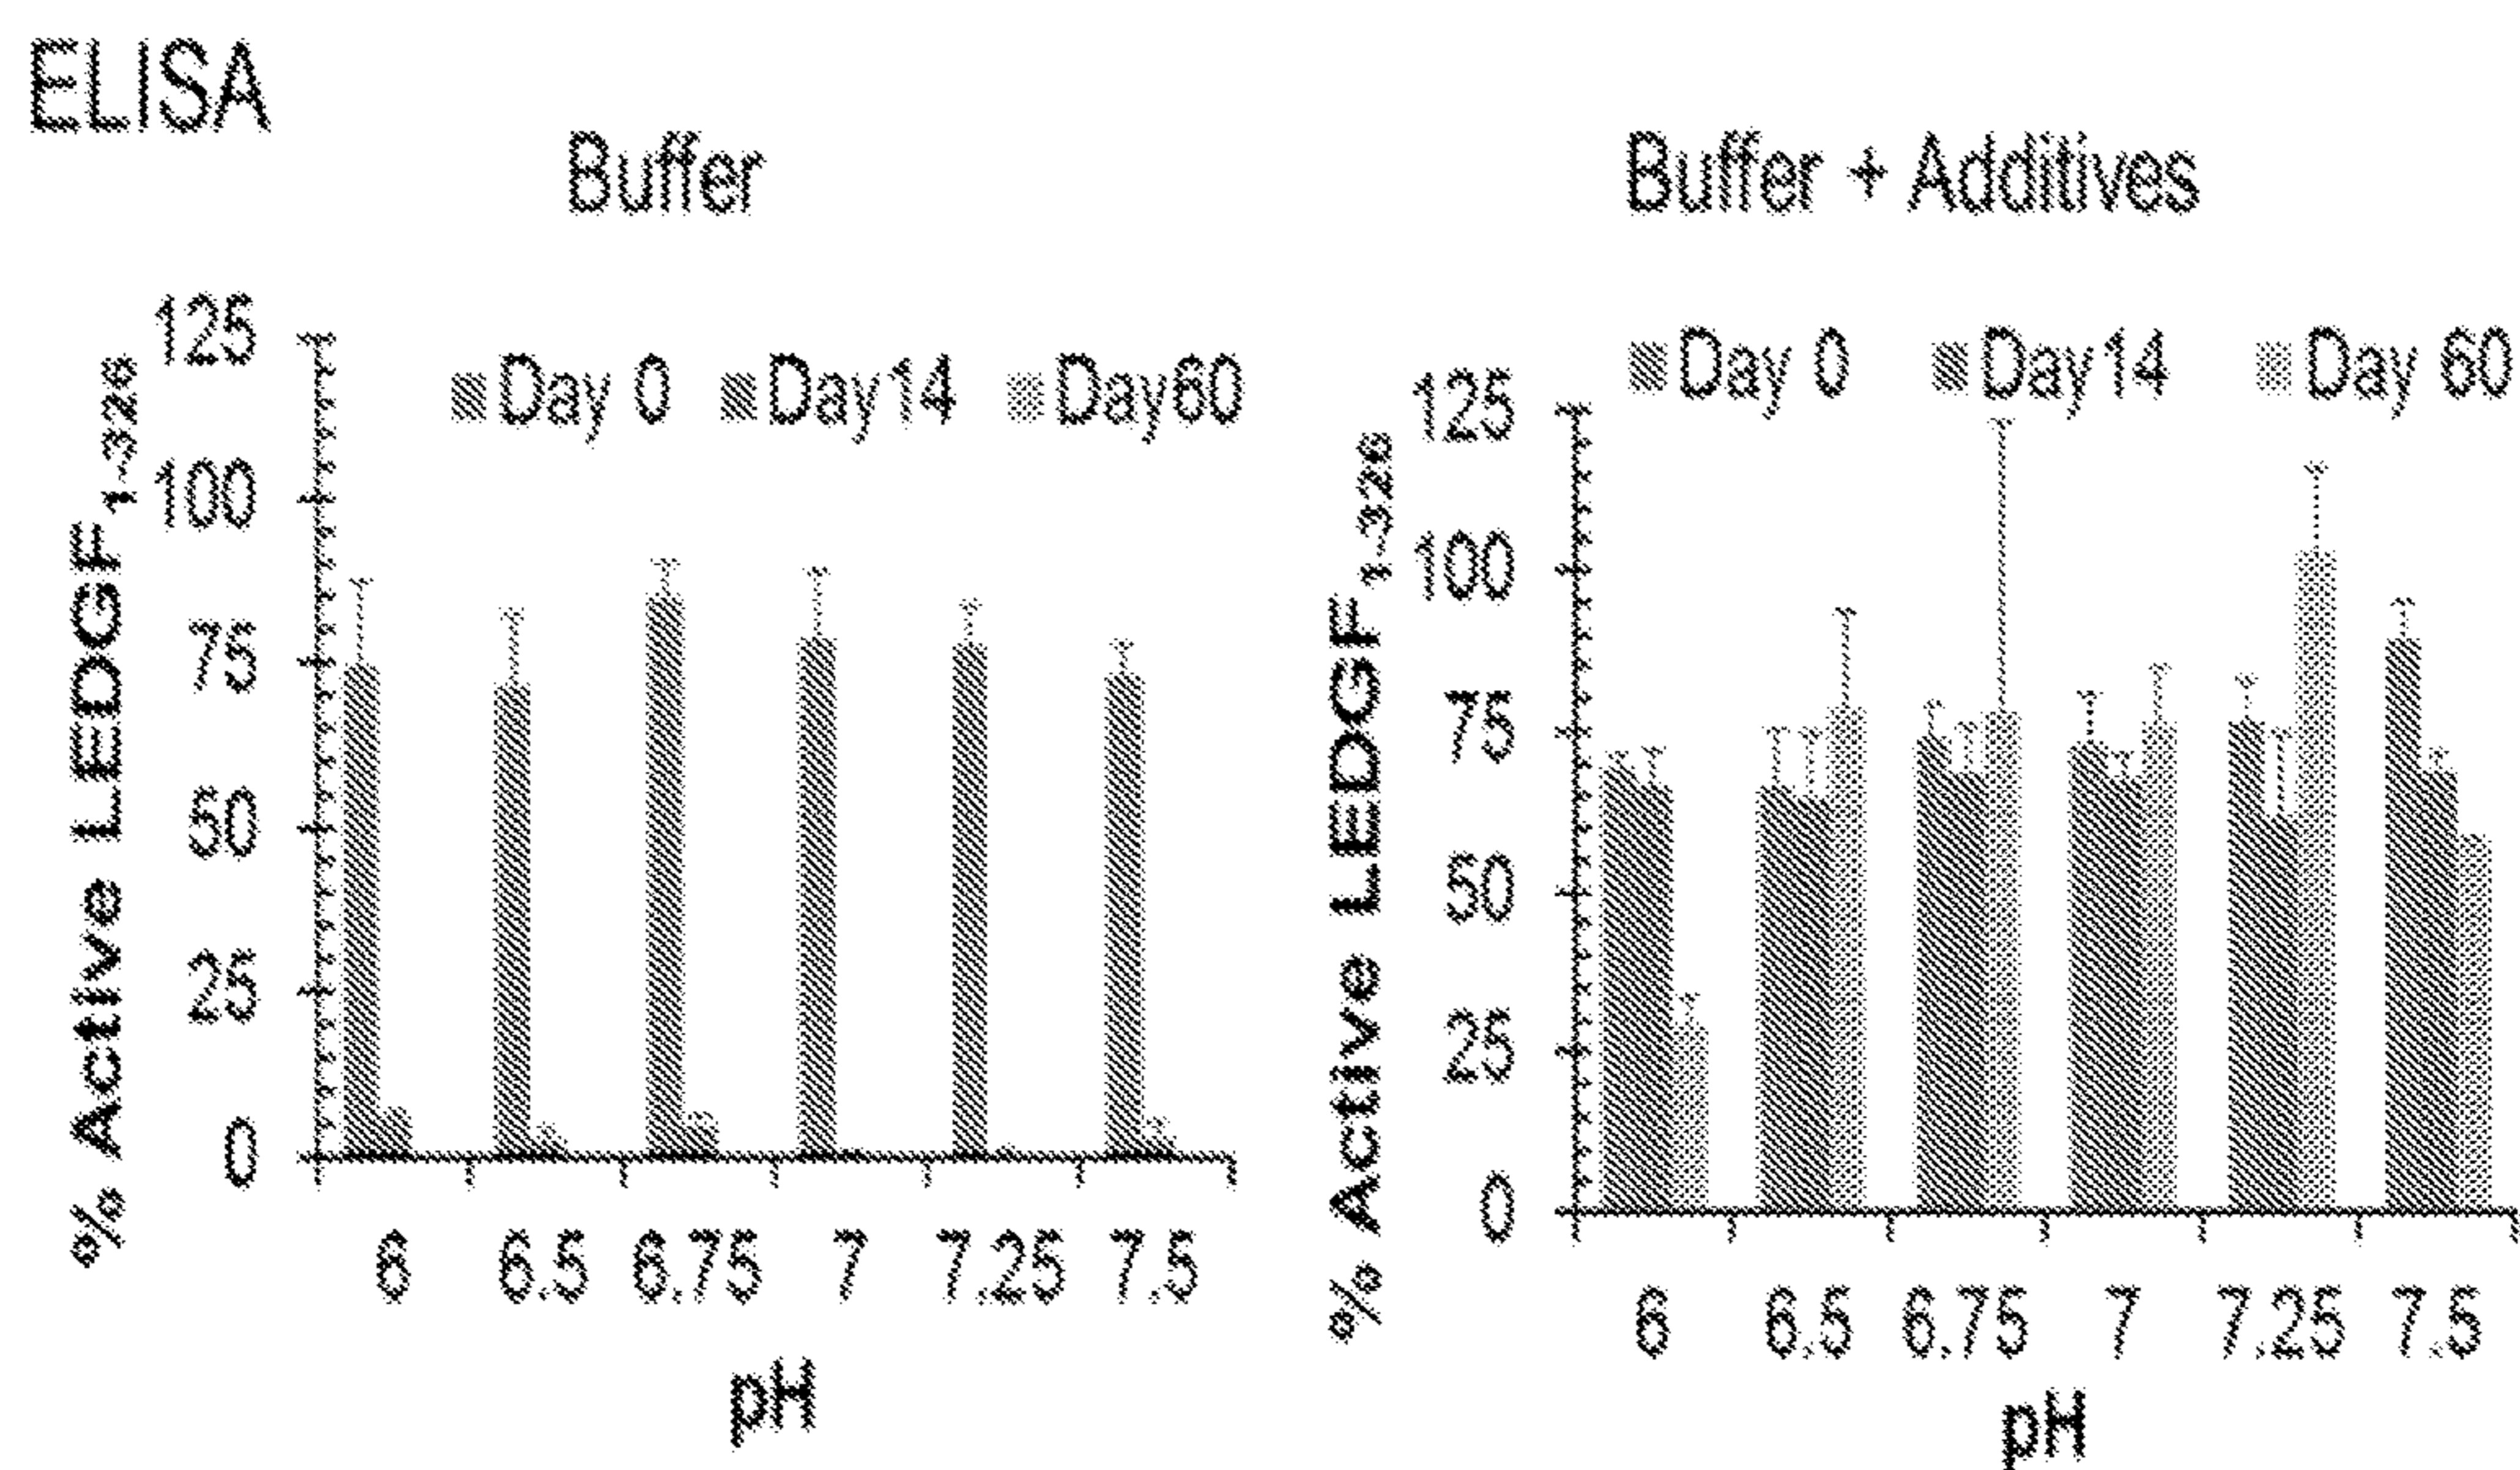 ELISA
Buffer
Day 0 Day14 Day60
% Active LEDGF1-326
125
100
75
50
25
0
6 6.5 6.75 7 7.25 7.5
pH
Buffer + Additives
Day 0 Day14 Day 60
% Active LEDGF1-326
125
100
75
50
25
0
6 6.5 6.75 7 7.25 7.5
pH